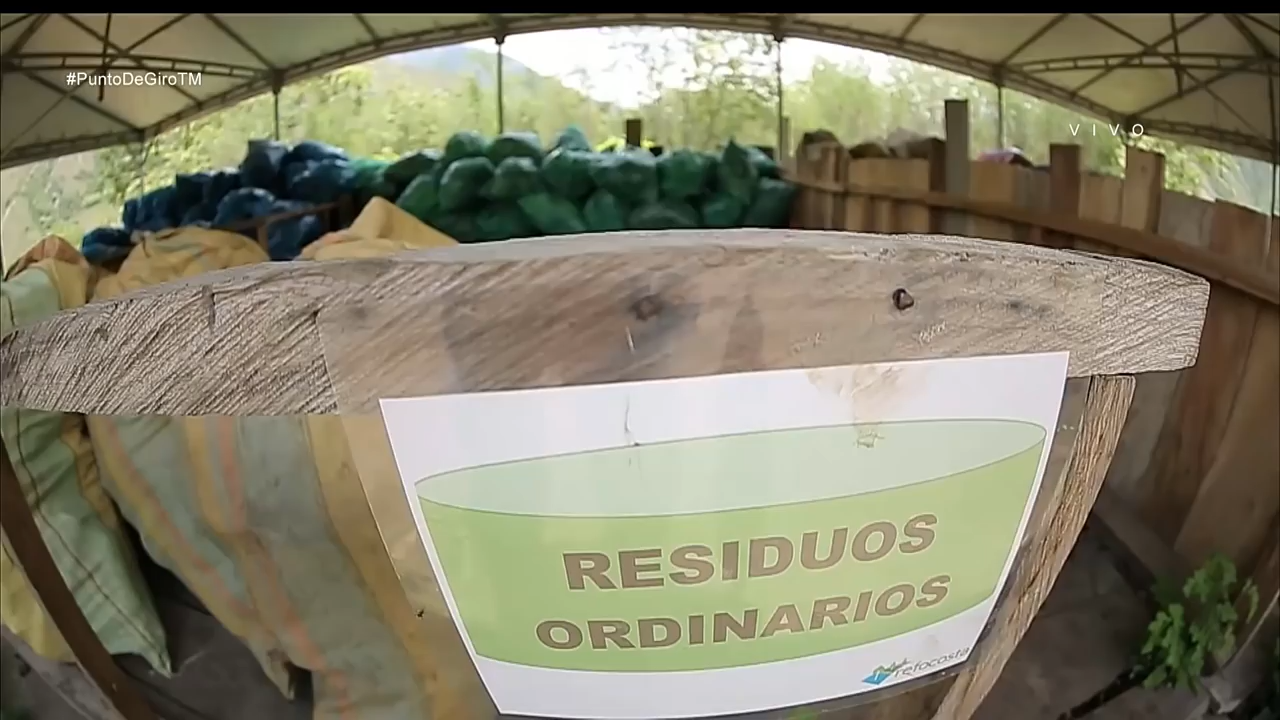 #PuntoDeGiroTM
VIVO
RESIDUOS
ORDINARIOS
refocosta